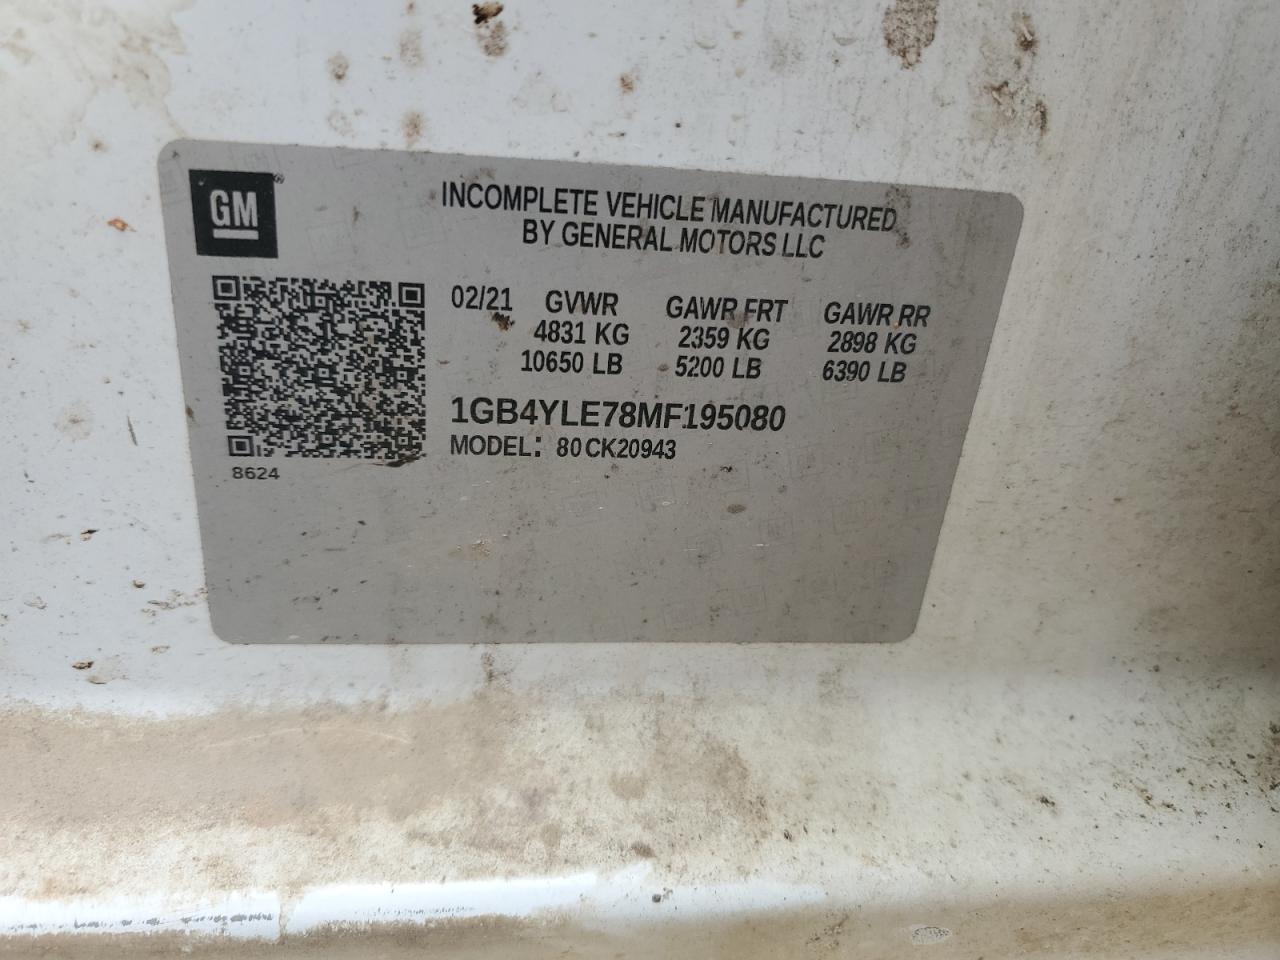 GM®
INCOMPLETE VEHICLE MANUFACTURED
BY GENERAL MOTORS LLC
02/21 GVWR GAWR FRT GAWR RR
4831 KG 2359 KG 2898 KG
10650 LB 5200 LB 6390 LB
1GB4YLE78MF195080
MODEL: 80CK20943
8624